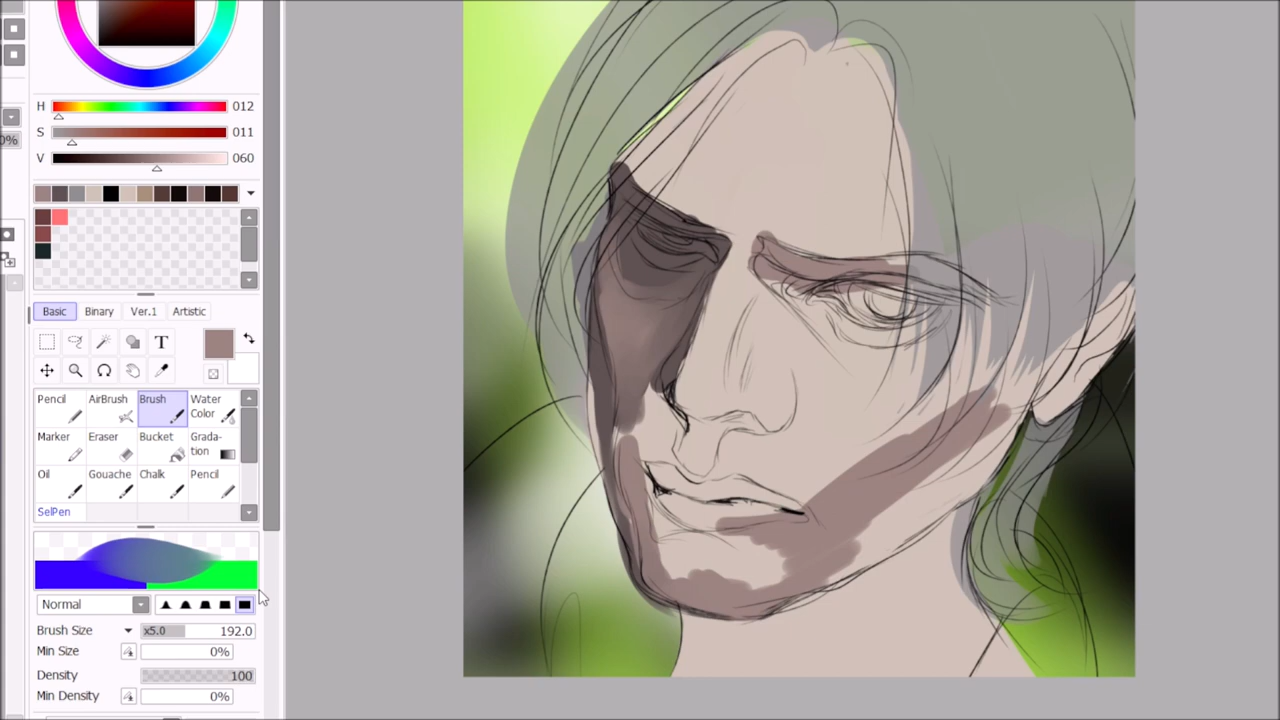 H 012
S 011
0%
V 060
Basic Binary Ver.1 Artistic
T
Pencil AirBrush Brush Water Color
Marker Eraser Bucket Grada-tion
Oil Gouache Chalk Pencil
SelPen
Normal
Brush Size x5.0 192.0
Min Size 0%
Density 100
Min Density 0%